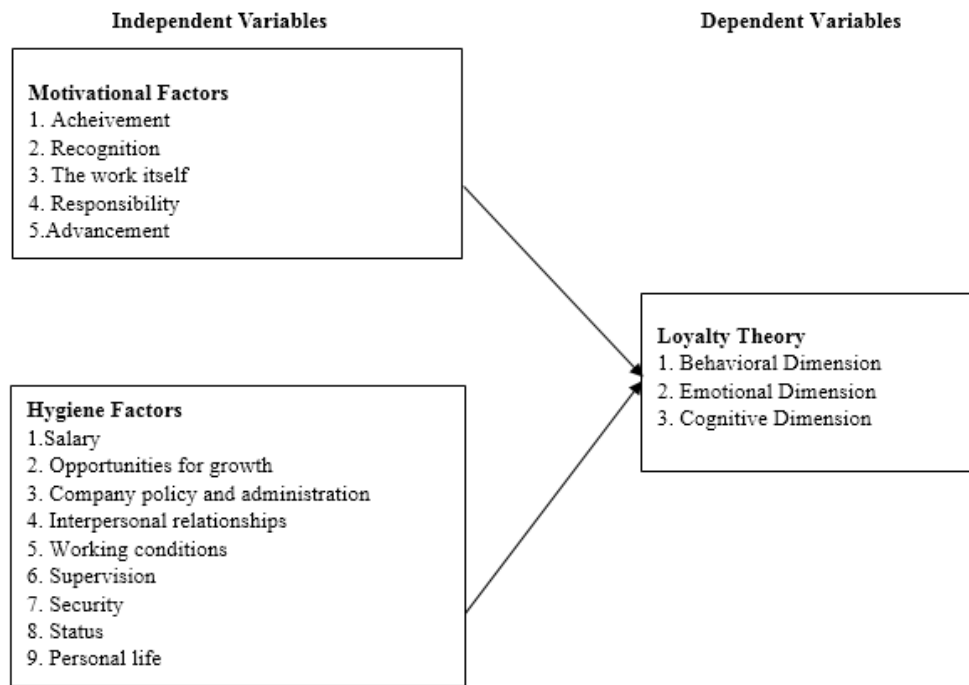 Independent Variables
Dependent Variables
Motivational Factors
1. Acheivement
2. Recognition
3. The work itself
4. Responsibility
5.Advancement
Loyalty Theory
1. Behavioral Dimension
2. Emotional Dimension
3. Cognitive Dimension
Hygiene Factors
1.Salary
2. Opportunities for growth
3. Company policy and administration
4. Interpersonal relationships
5. Working conditions
6. Supervision
7. Security
8. Status
9. Personal life